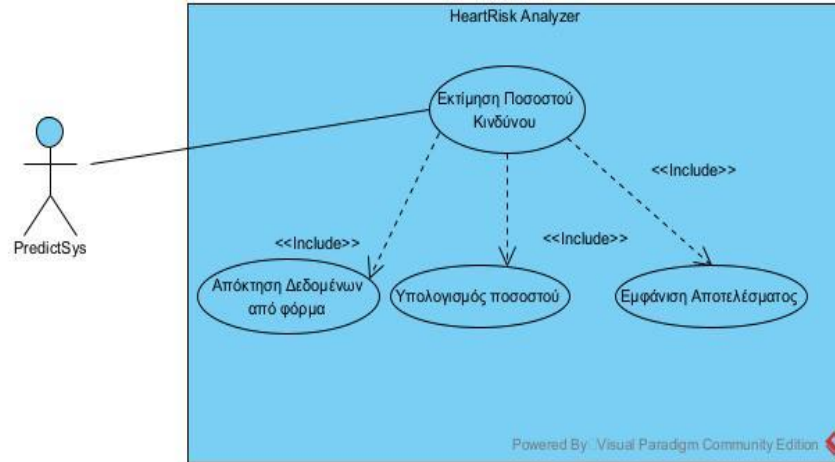 HeartRisk Analyzer
Εκτίμηση Ποσοστού
Κινδύνου
<<Include>>
PredictSys
<<Include>>
<<Include>>
Απόκτηση Δεδομένων
από φόρμα
Υπολογισμός ποσοστού
Εμφάνιση Αποτελέσματος
Powered By Visual Paradigm Community Edition